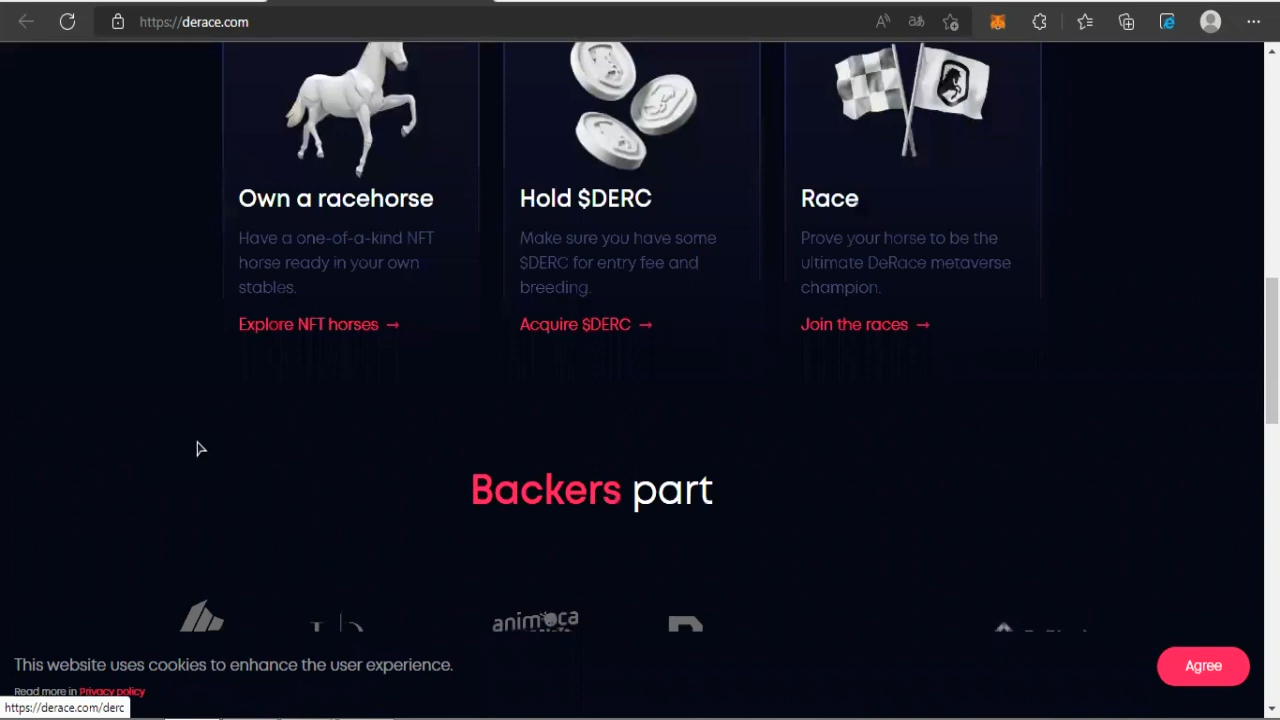 https://derace.com
Own a racehorse
Have a one-of-a-kind NFT
horse ready in your own
stables.
Explore NFT horses →
Hold $DERC
Make sure you have some
$DERC for entry fee and
breeding.
Acquire $DERC →
Race
Prove your horse to be the
ultimate DeRace metaverse
champion.
Join the races →
Backers part
animoca
This website uses cookies to enhance the user experience.
Read more in Privacy policy
Agree
https://derace.com/derc